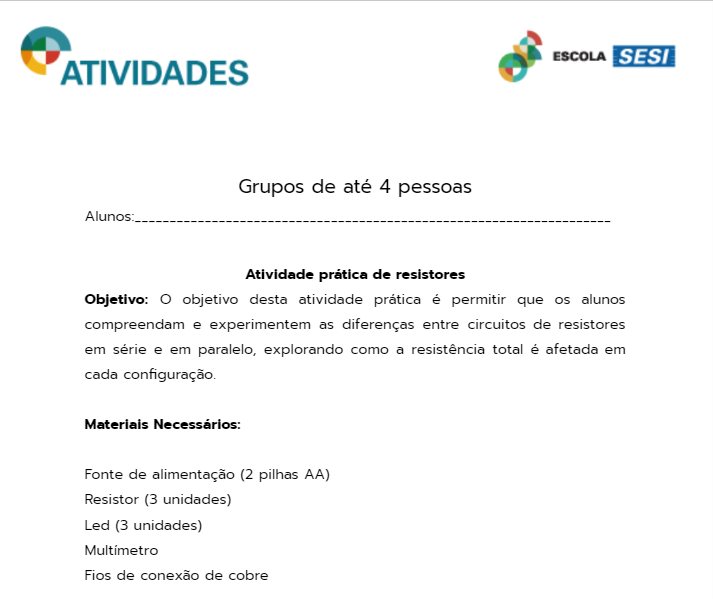 ATIVIDADES
ESCOLA SESI
Grupos de até 4 pessoas
Alunos:____________________________________________________________________
Atividade prática de resistores
Objetivo: O objetivo desta atividade prática é permitir que os alunos
compreendam e experimentem as diferenças entre circuitos de resistores
em série e em paralelo, explorando como a resistência total é afetada em
cada configuração.
Materiais Necessários:
Fonte de alimentação (2 pilhas AA)
Resistor (3 unidades)
Led (3 unidades)
Multímetro
Fios de conexão de cobre